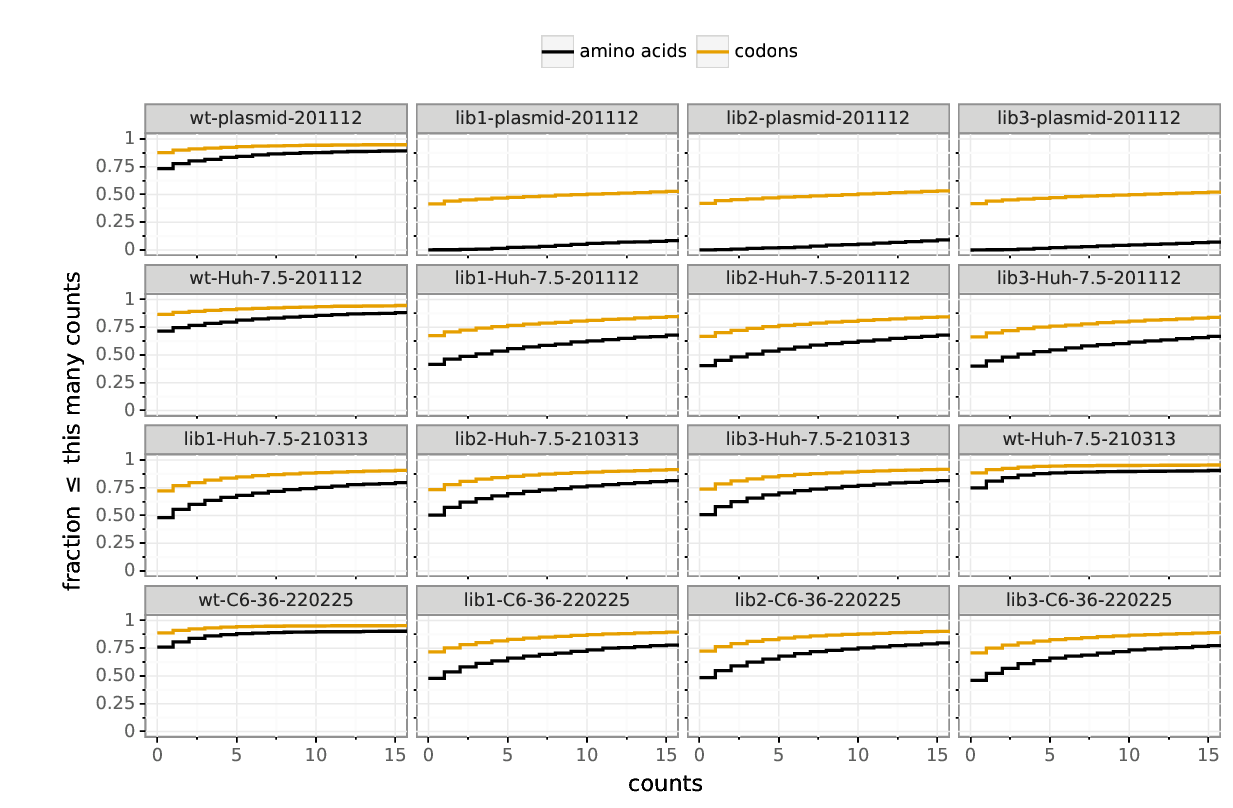 amino acids codons
wt-plasmid-201112 lib1-plasmid-201112 lib2-plasmid-201112 lib3-plasmid-201112
1
0.75
0.50
0.25
0
wt-Huh-7.5-201112 lib1-Huh-7.5-201112 lib2-Huh-7.5-201112 lib3-Huh-7.5-201112
1
0.75
0.50
0.25
0
lib1-Huh-7.5-210313 lib2-Huh-7.5-210313 lib3-Huh-7.5-210313 wt-Huh-7.5-210313
1
0.75
0.50
0.25
0
wt-C6-36-220225 lib1-C6-36-220225 lib2-C6-36-220225 lib3-C6-36-220225
1
0.75
0.50
0.25
0
0 5 10 15 0 5 10 15 0 5 10 15 0 5 10 15
counts
fraction ≤ this many counts